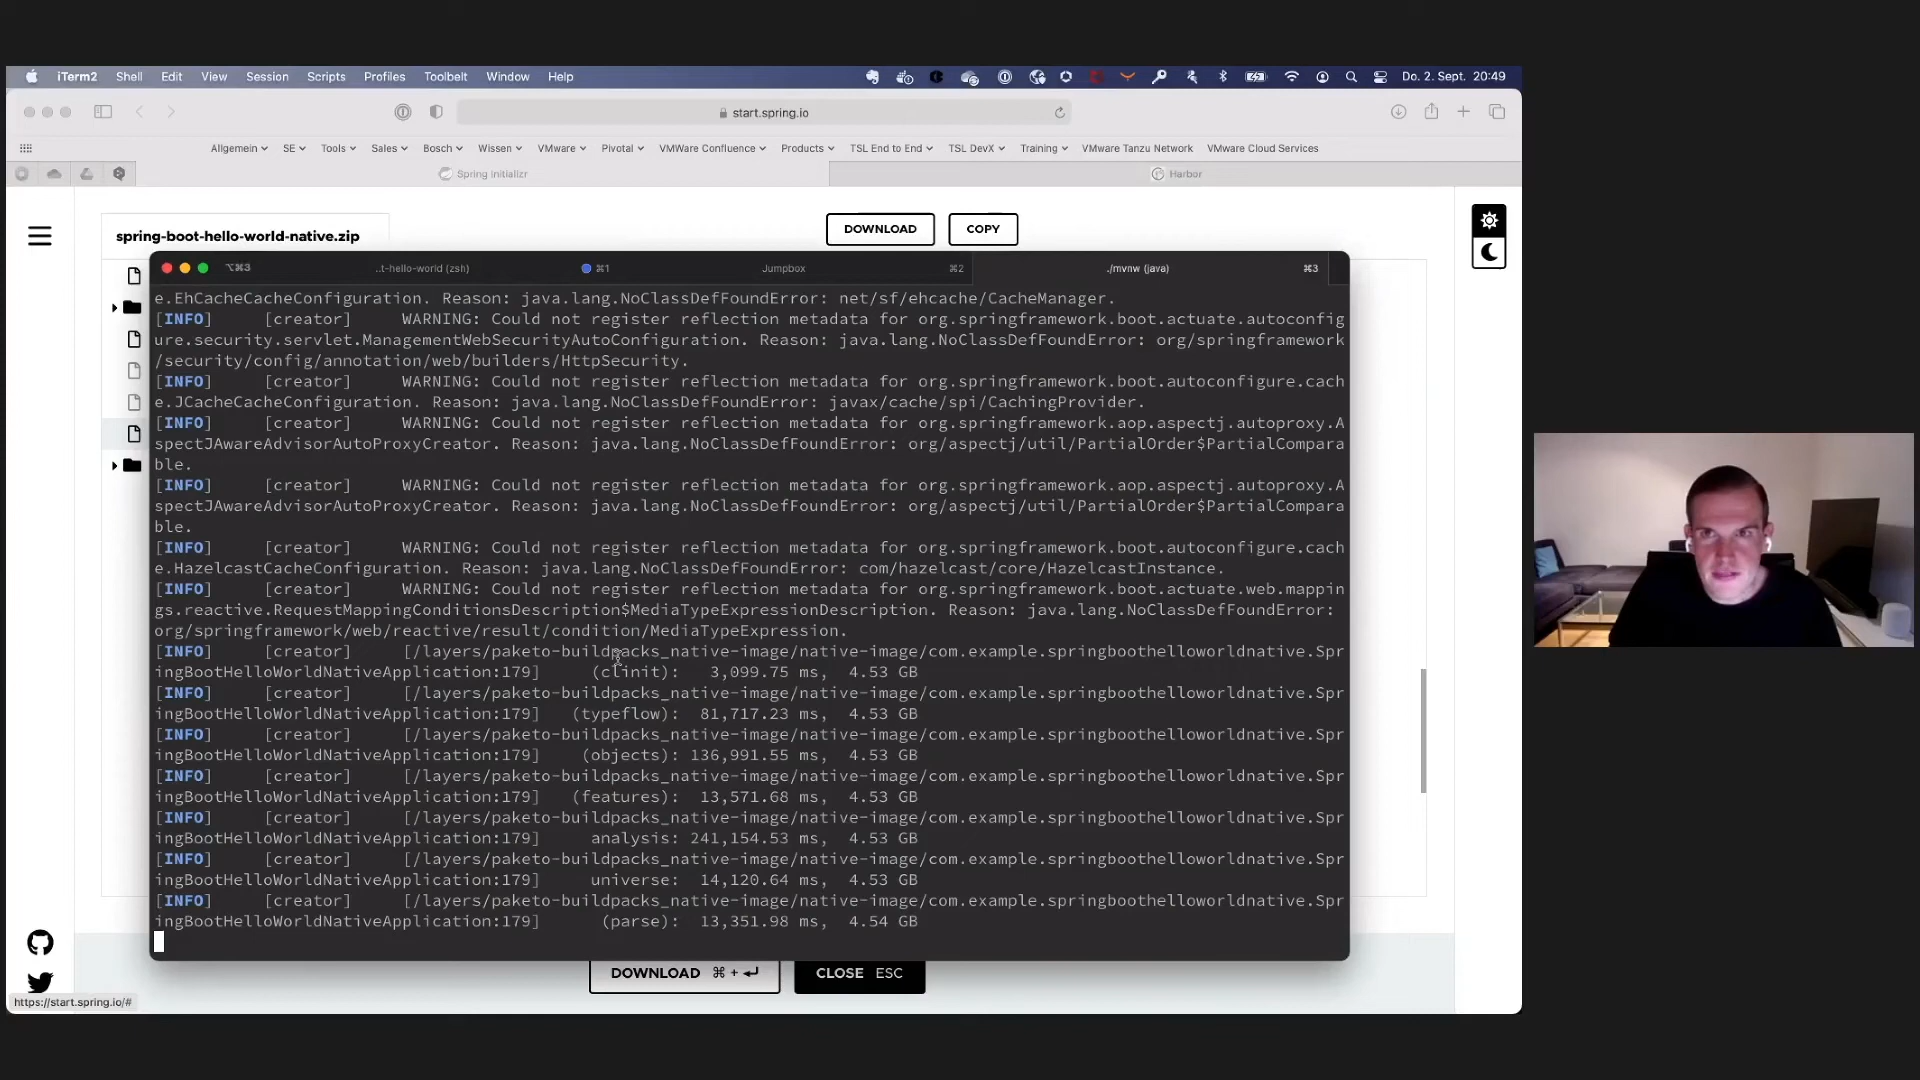 iTerm2 Shell Edit View Session Scripts Profiles Toolbelt Window Help Do. 2. Sept. 20:49
start.spring.io
Allgemein SE Tools Sales Bosch Wissen VMware Pivotal VMWare Confluence Products TSL End to End TSL DevX Training VMware Tanzu Network VMware Cloud Services
Spring Initializr Harbor
spring-boot-hello-world-native.zip DOWNLOAD COPY
⌥⌘3 ..t-hello-world (zsh) ⌘1 Jumpbox ⌘2 ./mvnw (java) ⌘3
e.EhCacheCacheConfiguration. Reason: java.lang.NoClassDefFoundError: net/sf/ehcache/CacheManager.
[INFO] [creator] WARNING: Could not register reflection metadata for org.springframework.boot.actuate.autoconfig
ure.security.servlet.ManagementWebSecurityAutoConfiguration. Reason: java.lang.NoClassDefFoundError: org/springframework
/security/config/annotation/web/builders/HttpSecurity.
[INFO] [creator] WARNING: Could not register reflection metadata for org.springframework.boot.autoconfigure.cach
e.JCacheCacheConfiguration. Reason: java.lang.NoClassDefFoundError: javax/cache/spi/CachingProvider.
[INFO] [creator] WARNING: Could not register reflection metadata for org.springframework.aop.aspectj.autoproxy.A
spectJAwareAdvisorAutoProxyCreator. Reason: java.lang.NoClassDefFoundError: org/aspectj/util/PartialOrder$PartialCompara
ble.
[INFO] [creator] WARNING: Could not register reflection metadata for org.springframework.aop.aspectj.autoproxy.A
spectJAwareAdvisorAutoProxyCreator. Reason: java.lang.NoClassDefFoundError: org/aspectj/util/PartialOrder$PartialCompara
ble.
[INFO] [creator] WARNING: Could not register reflection metadata for org.springframework.boot.autoconfigure.cach
e.HazelcastCacheConfiguration. Reason: java.lang.NoClassDefFoundError: com/hazelcast/core/HazelcastInstance.
[INFO] [creator] WARNING: Could not register reflection metadata for org.springframework.boot.actuate.web.mappin
gs.reactive.RequestMappingConditionsDescription$MediaTypeExpressionDescription. Reason: java.lang.NoClassDefFoundError:
org/springframework/web/reactive/result/condition/MediaTypeExpression.
[INFO] [creator] [/layers/paketo-buildpacks_native-image/native-image/com.example.springboothelloworldnative.Spr
ingBootHelloWorldNativeApplication:179] (clinit): 3,099.75 ms, 4.53 GB
[INFO] [creator] [/layers/paketo-buildpacks_native-image/native-image/com.example.springboothelloworldnative.Spr
ingBootHelloWorldNativeApplication:179] (typeflow): 81,717.23 ms, 4.53 GB
[INFO] [creator] [/layers/paketo-buildpacks_native-image/native-image/com.example.springboothelloworldnative.Spr
ingBootHelloWorldNativeApplication:179] (objects): 136,991.55 ms, 4.53 GB
[INFO] [creator] [/layers/paketo-buildpacks_native-image/native-image/com.example.springboothelloworldnative.Spr
ingBootHelloWorldNativeApplication:179] (features): 13,571.68 ms, 4.53 GB
[INFO] [creator] [/layers/paketo-buildpacks_native-image/native-image/com.example.springboothelloworldnative.Spr
ingBootHelloWorldNativeApplication:179] analysis: 241,154.53 ms, 4.53 GB
[INFO] [creator] [/layers/paketo-buildpacks_native-image/native-image/com.example.springboothelloworldnative.Spr
ingBootHelloWorldNativeApplication:179] universe: 14,120.64 ms, 4.53 GB
[INFO] [creator] [/layers/paketo-buildpacks_native-image/native-image/com.example.springboothelloworldnative.Spr
ingBootHelloWorldNativeApplication:179] (parse): 13,351.98 ms, 4.54 GB
DOWNLOAD ⌘ + ↵ CLOSE ESC
https://start.spring.io/#